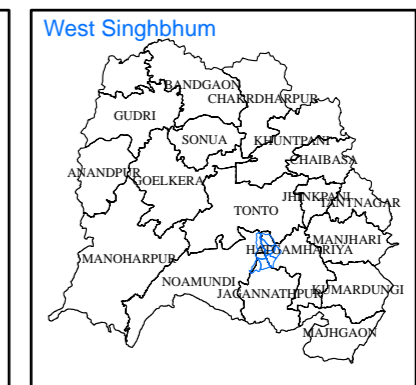 West Singhbhum
BANDGAON
CHAKRDHARPUR
GUDRI
SONUA
KHUNTPANI
CHAIBASA
ANANDPUR
GOELKERA
JHINKPANI
TANTNAGAR
TONTO
MANJHARI
HATGAMHARIYA
MANOHARPUR
NOAMUNDI
JAGANNATHPUR
KUMARDUNGI
MAJHGAON